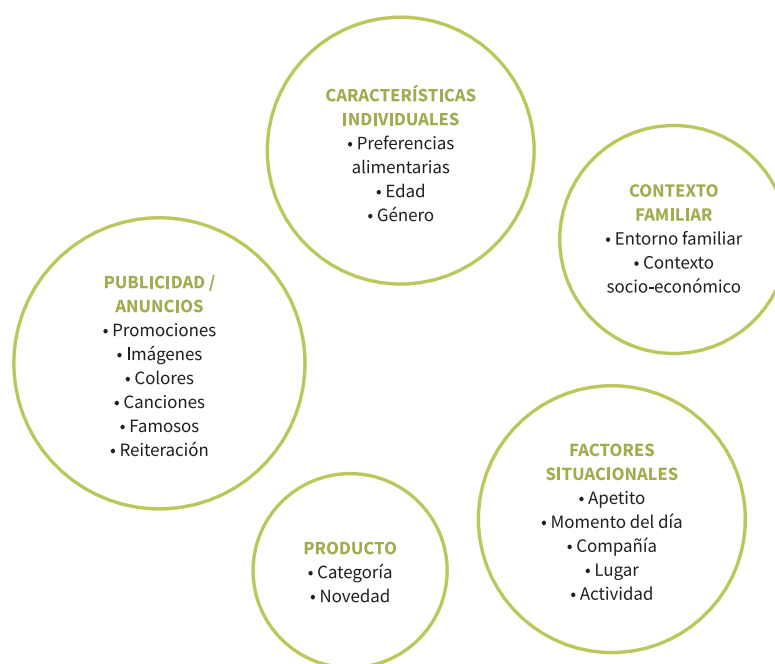 CARACTERÍSTICAS
INDIVIDUALES
• Preferencias
alimentarias
• Edad
• Género
CONTEXTO
FAMILIAR
• Entorno familiar
• Contexto
socio-económico
PUBLICIDAD /
ANUNCIOS
• Promociones
• Imágenes
• Colores
• Canciones
• Famosos
• Reiteración
FACTORES
SITUACIONALES
• Apetito
• Momento del día
• Compañía
• Lugar
• Actividad
PRODUCTO
• Categoría
• Novedad